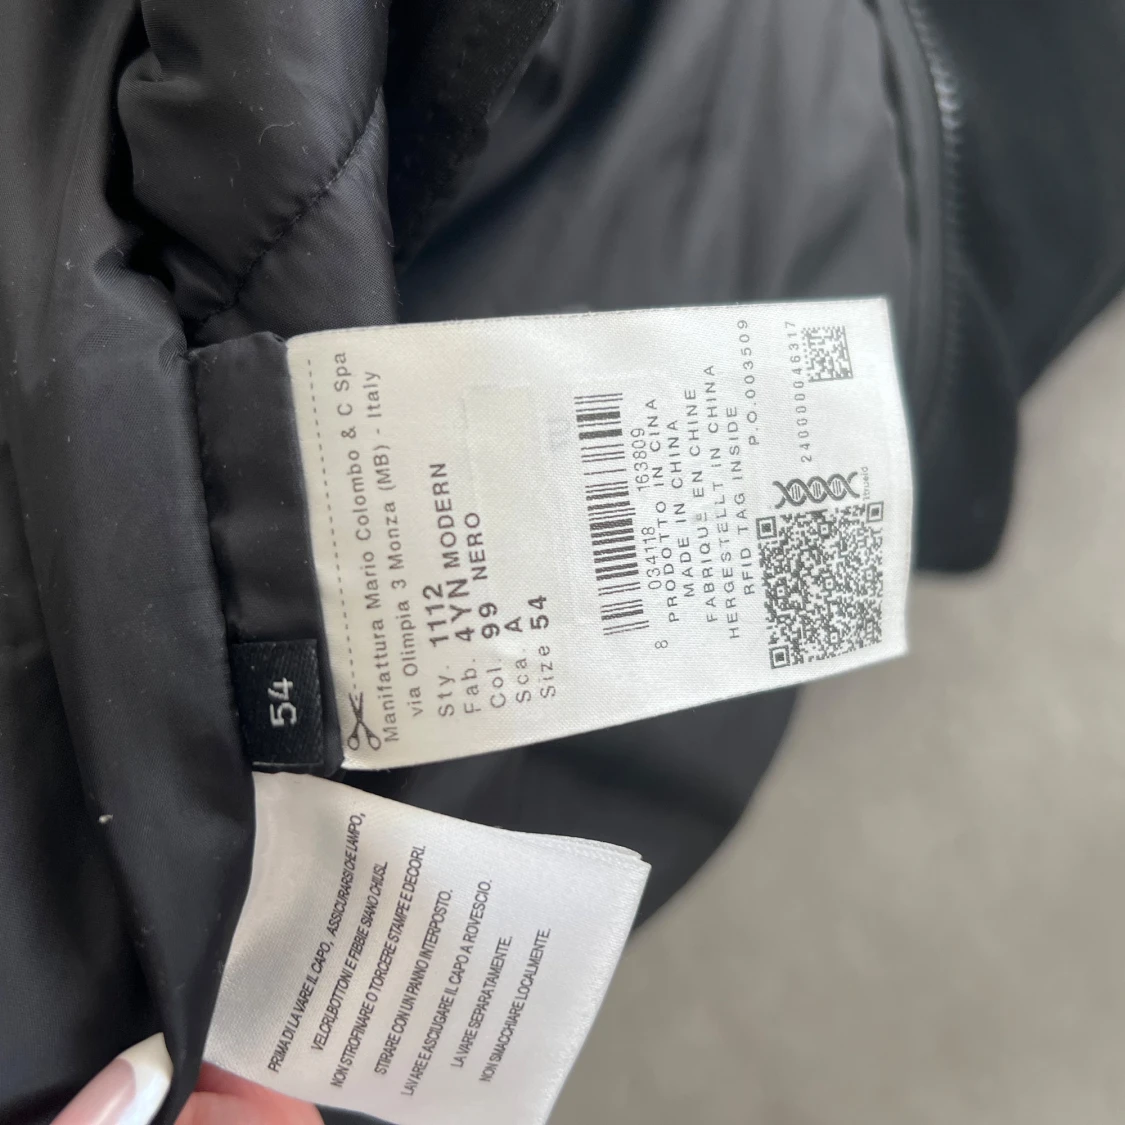 54
Manifattura Mario Colombo & C Spa
via Olimpia 3 Monza (MB) - Italy
Sty. 1112
Fab. 4YN MODERN
Col. 99 NERO
Sca. A
Size 54
8 034118 163809
PRODOTTO IN CINA
MADE IN CHINA
FABRIQUE EN CHINE
HERGESTELLT IN CHINA
RFID TAG INSIDE
P.O.003509
240000046317
1trueid
PRIMA DI LAVARE IL CAPO, ASSICURARSI CHE LAMPO,
VELCRI,BOTTONI E FIBBIE SIANO CHIUSI.
NON STROFINARE O TORCERE STAMPE E DECORI.
STIRARE CON UN PANNO INTERPOSTO.
LAVARE E ASCIUGARE IL CAPO A ROVESCIO.
LAVARE SEPARATAMENTE.
NON SMACCHIARE LOCALMENTE.